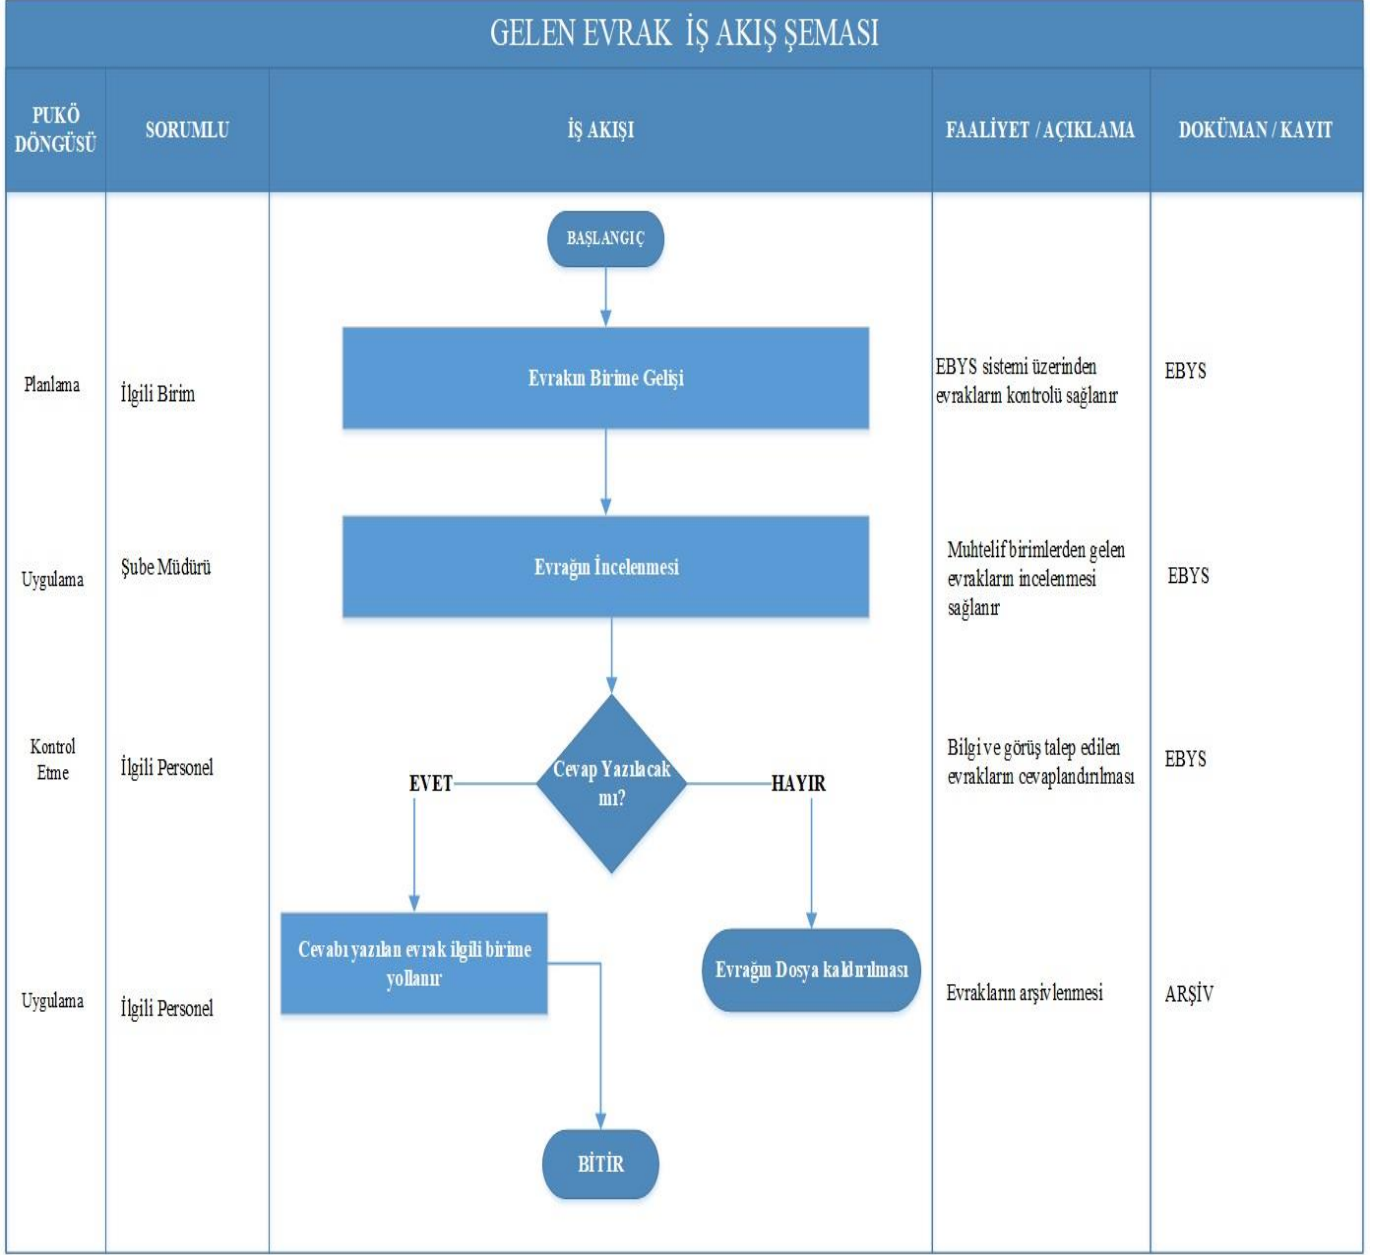 GELEN EVRAK İŞ AKIŞ ŞEMASI
PUKÖ
DÖNGÜSÜ
SORUMLU
İŞ AKIŞI
FAALİYET / AÇIKLAMA
DOKÜMAN / KAYIT
BAŞLANGIÇ
Planlama
İlgili Birim
Evrakın Birime Gelişi
EBYS sistemi üzerinden
evrakların kontrolü sağlanır
EBYS
Uygulama
Şube Müdürü
Evrağın İncelenmesi
Muhtelif birimlerden gelen
evrakların incelenmesi
sağlanır
EBYS
Kontrol
Etme
İlgili Personel
Cevap Yazılacak
mı?
EVET
HAYIR
Bilgi ve görüş talep edilen
evrakların cevaplandırılması
EBYS
Uygulama
İlgili Personel
Cevabı yazılan evrak ilgili birime
yollanır
Evrağın Dosya kaldırılması
Evrakların arşivlenmesi
ARŞİV
BİTİR